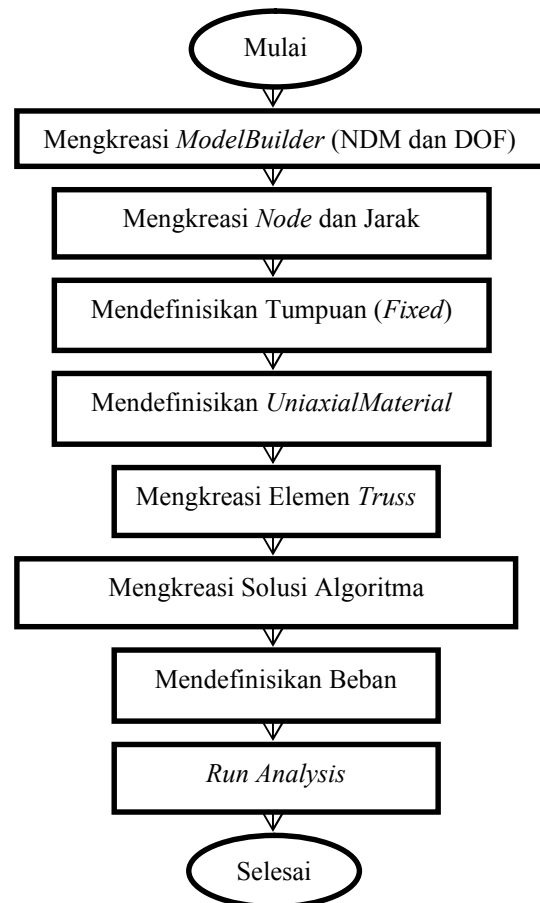 Mulai
Mengkreasi ModelBuilder (NDM dan DOF)
Mengkreasi Node dan Jarak
Mendefinisikan Tumpuan (Fixed)
Mendefinisikan UniaxialMaterial
Mengkreasi Elemen Truss
Mengkreasi Solusi Algoritma
Mendefinisikan Beban
Run Analysis
Selesai